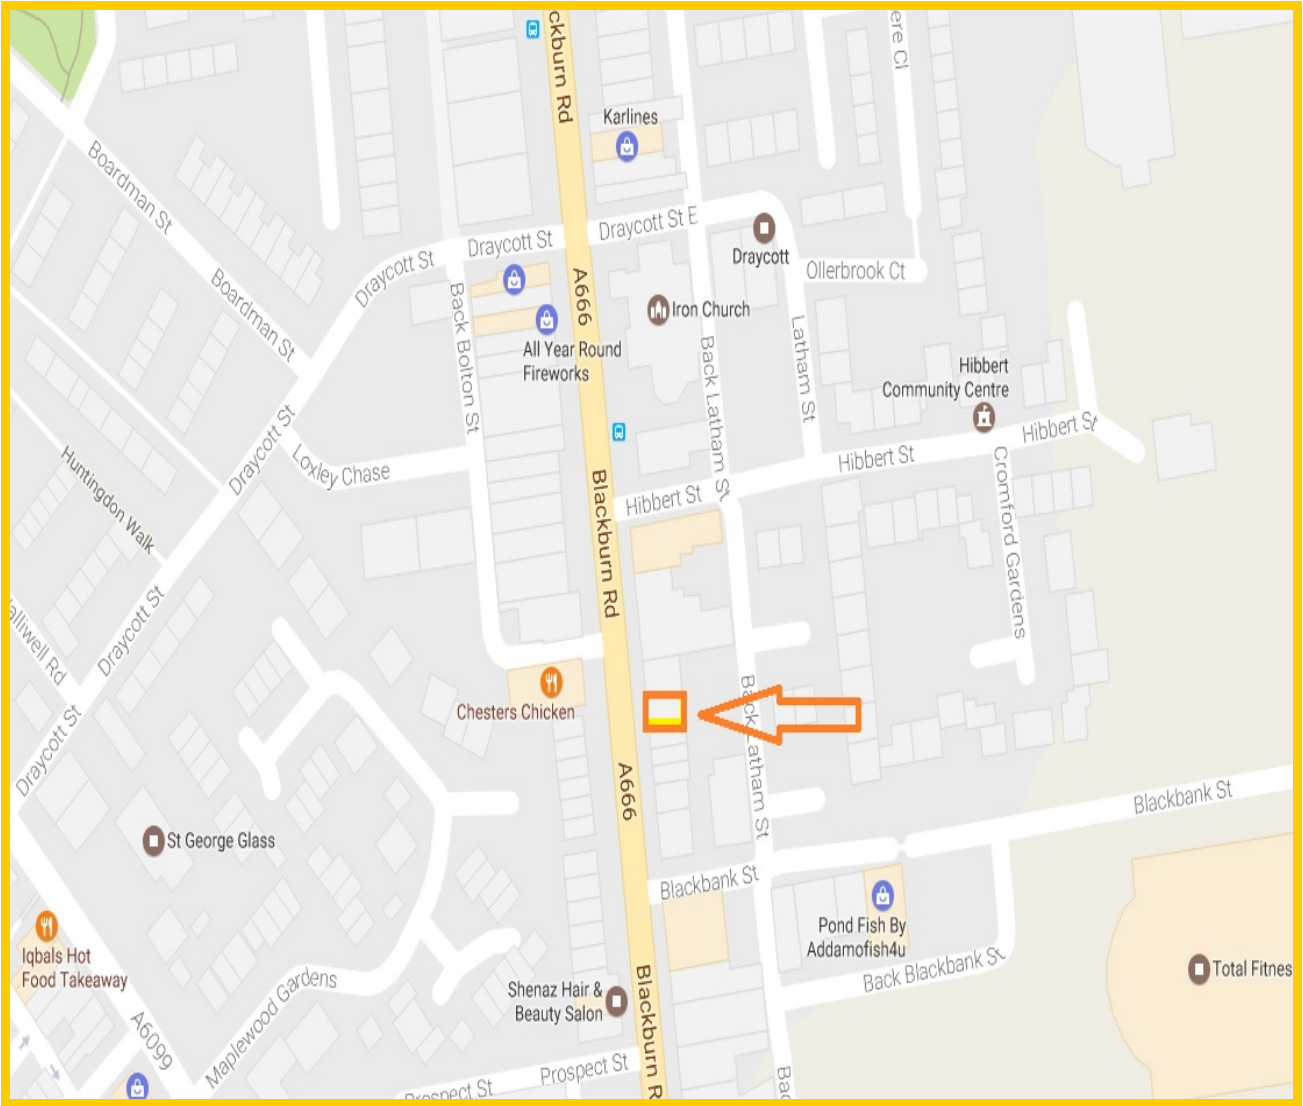 ckburn Rd
ere Cl
Karlines
Boardman St
Draycott St E
Draycott St
Draycott St
Draycott
Ollerbrook Ct
Boardman St
A666
Back Bolton St
Iron Church
All Year Round
Fireworks
Back Latham St
Latham St
Hibbert
Community Centre
Draycott St
Loxley Chase
Hibbert St
Hibbert St
Huntingdon Walk
Blackburn Rd
Hibbert St
Cromford Gardens
Draycott St
alliwell Rd
Chesters Chicken
Back Latham St
Draycott St
A666
Blackbank St
St George Glass
Blackbank St
Pond Fish By
Addamofish4u
Iqbals Hot
Food Takeaway
Back Blackbank St
Total Fitnes
Maplewood Gardens
Shenaz Hair &
Beauty Salon
Blackburn R
A6099
Prospect St
Prospect St
Bac